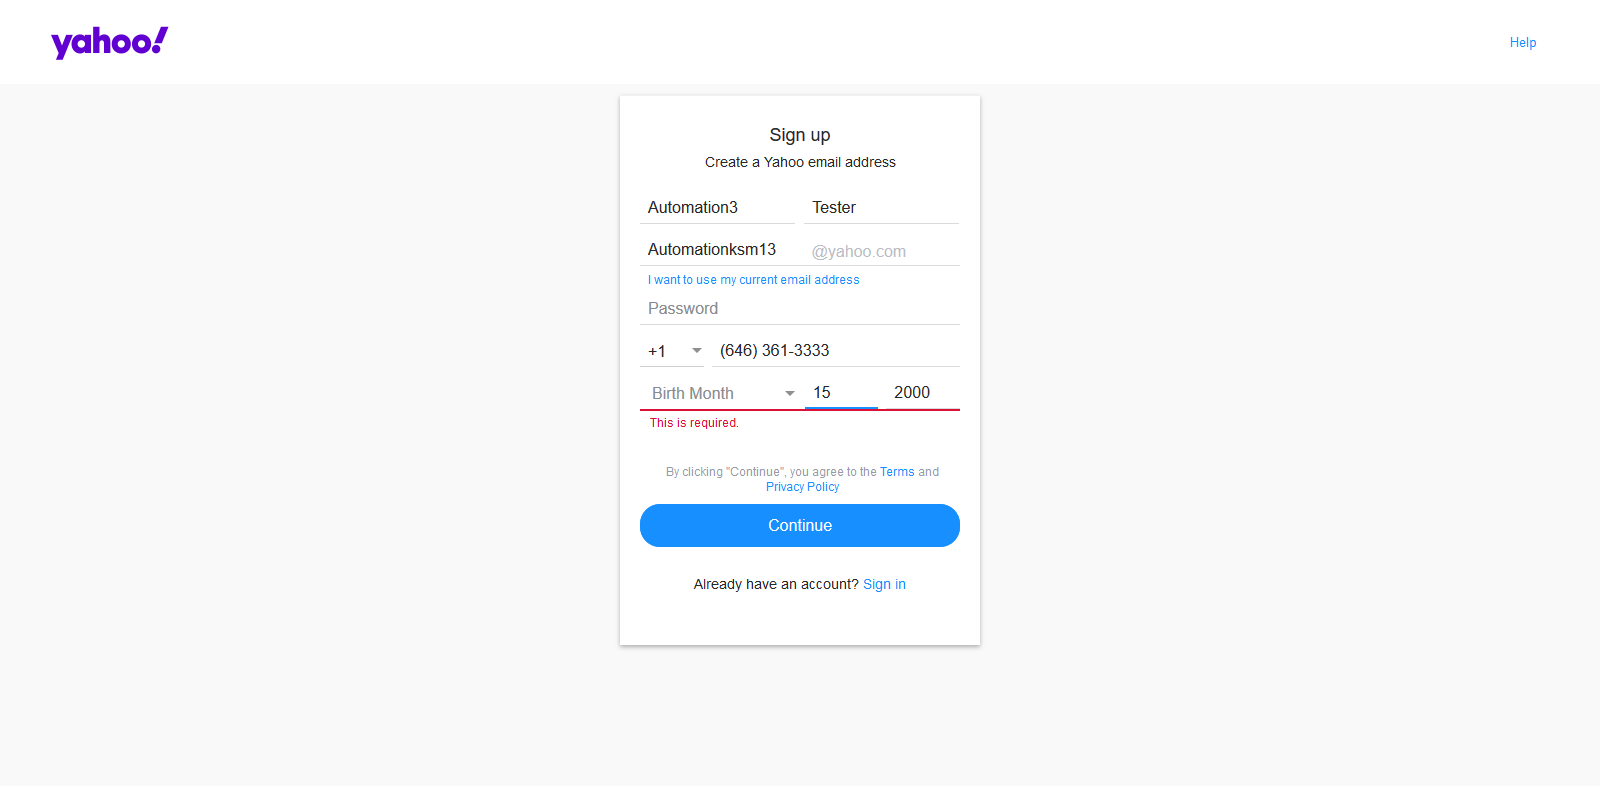 yahoo!
Help
Sign up
Create a Yahoo email address
Automation3 Tester
Automationksm13 @yahoo.com
I want to use my current email address
Password
+1 (646) 361-3333
Birth Month 15 2000
This is required.
By clicking "Continue", you agree to the Terms and
Privacy Policy
Continue
Already have an account? Sign in